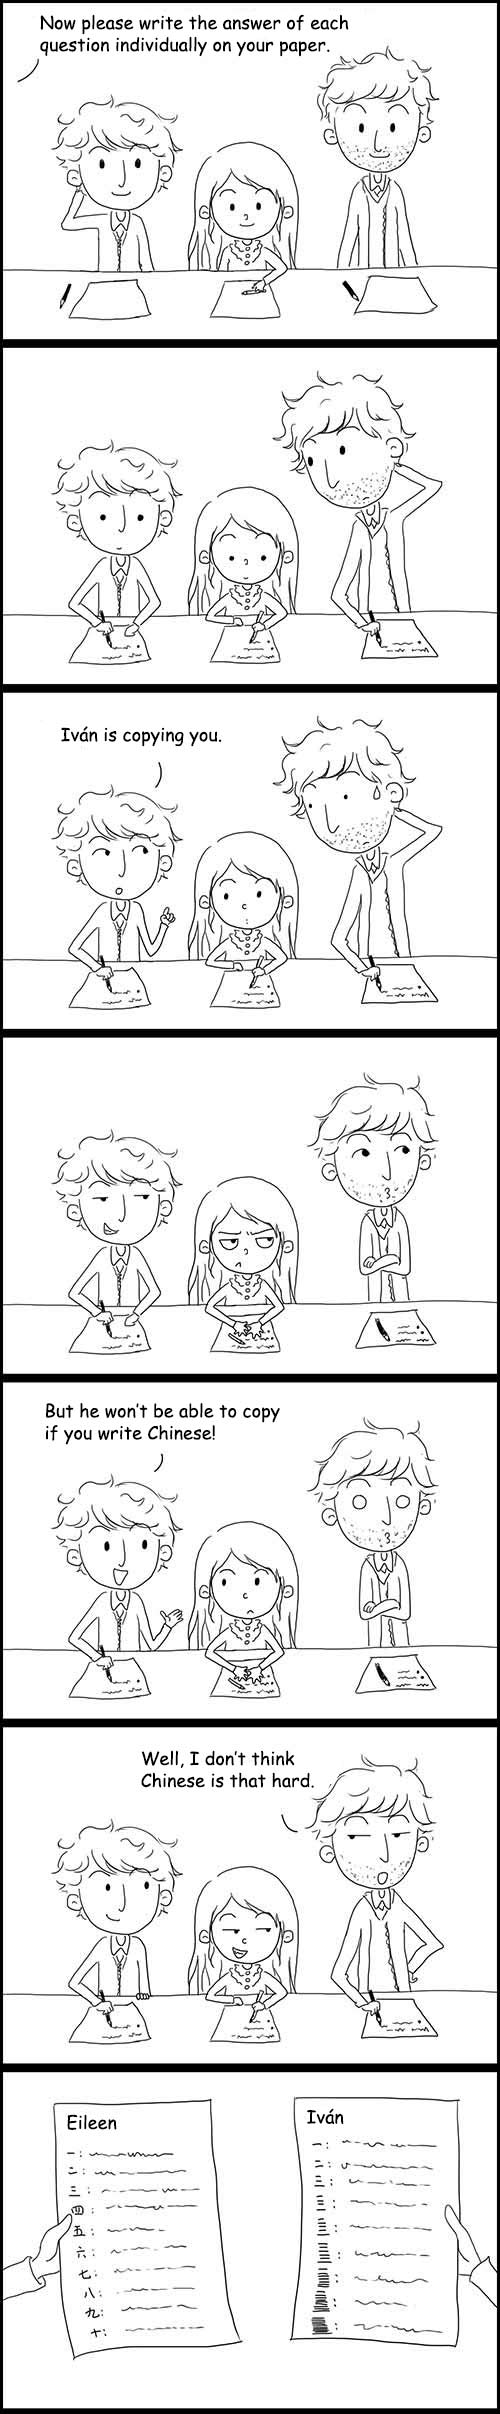 Now please write the answer of each
question individually on your paper.
Iván is copying you.
But he won't be able to copy
if you write Chinese!
Well, I don't think
Chinese is that hard.
Eileen
一:
二:
三:
四:
五:
六:
七:
八:
九:
十:
Iván
一:
二:
三: